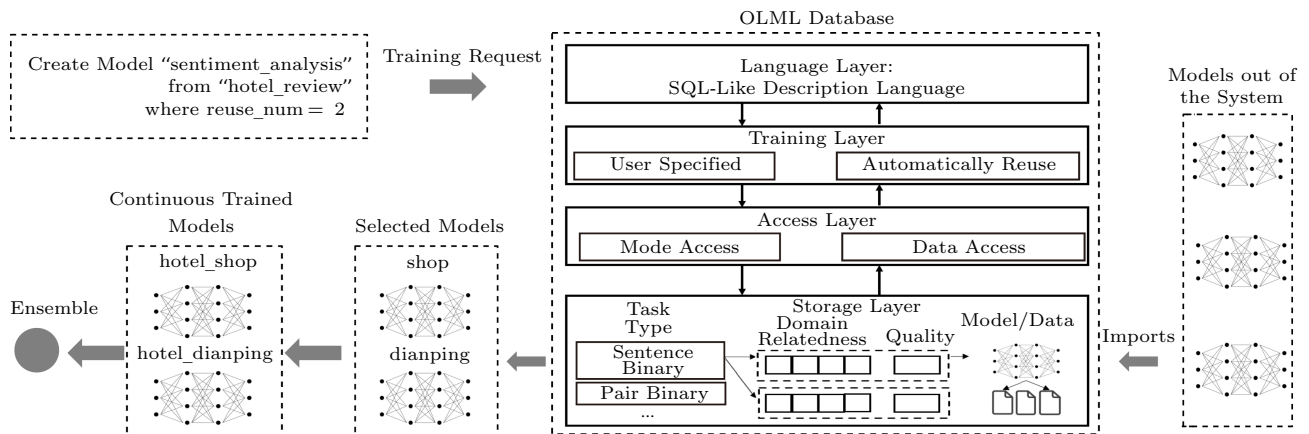 OLML Database
Create Model “sentiment_analysis”
from “hotel_review”
where reuse_num = 2
Training Request
Language Layer:
SQL-Like Description Language
Training Layer
User Specified
Automatically Reuse
Access Layer
Mode Access
Data Access
Storage Layer
Task
Type
Domain
Relatedness
Quality
Model/Data
Sentence
Binary
Pair Binary
...
Models out of
the System
Imports
Selected Models
shop
dianping
Continuous Trained
Models
hotel_shop
hotel_dianping
Ensemble